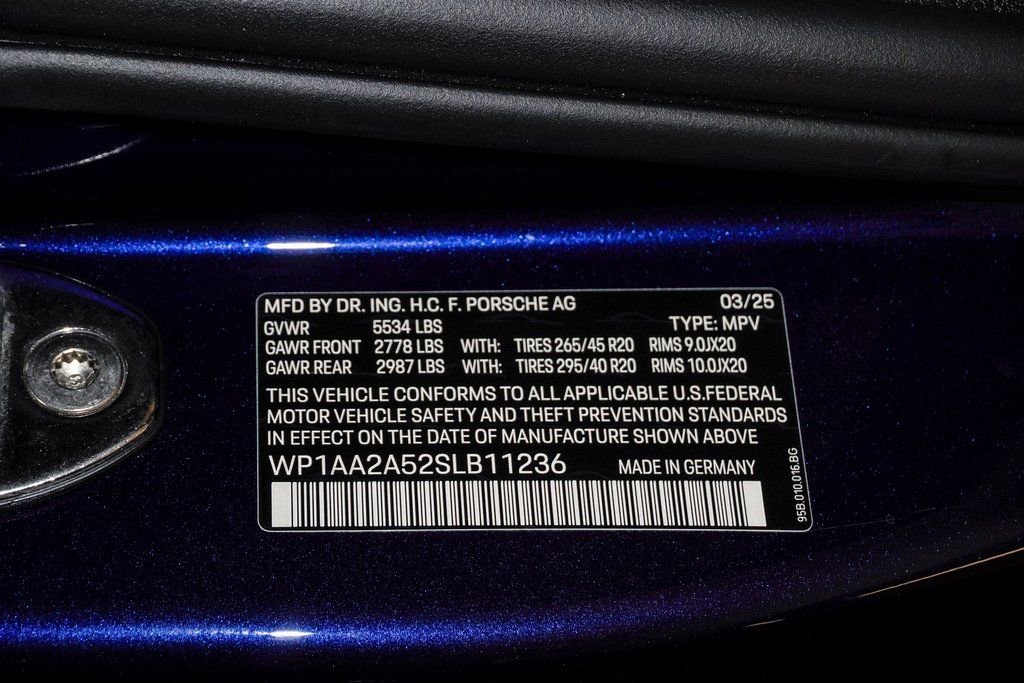 MFD BY DR. ING. H.C. F. PORSCHE AG 03/25
GVWR 5534 LBS TYPE: MPV
GAWR FRONT 2778 LBS WITH: TIRES 265/45 R20 RIMS 9.0JX20
GAWR REAR 2987 LBS WITH: TIRES 295/40 R20 RIMS 10.0JX20
THIS VEHICLE CONFORMS TO ALL APPLICABLE U.S.FEDERAL
MOTOR VEHICLE SAFETY AND THEFT PREVENTION STANDARDS
IN EFFECT ON THE DATE OF MANUFACTURE SHOWN ABOVE
WP1AA2A52SLB11236 MADE IN GERMANY
95B.010.016.BG